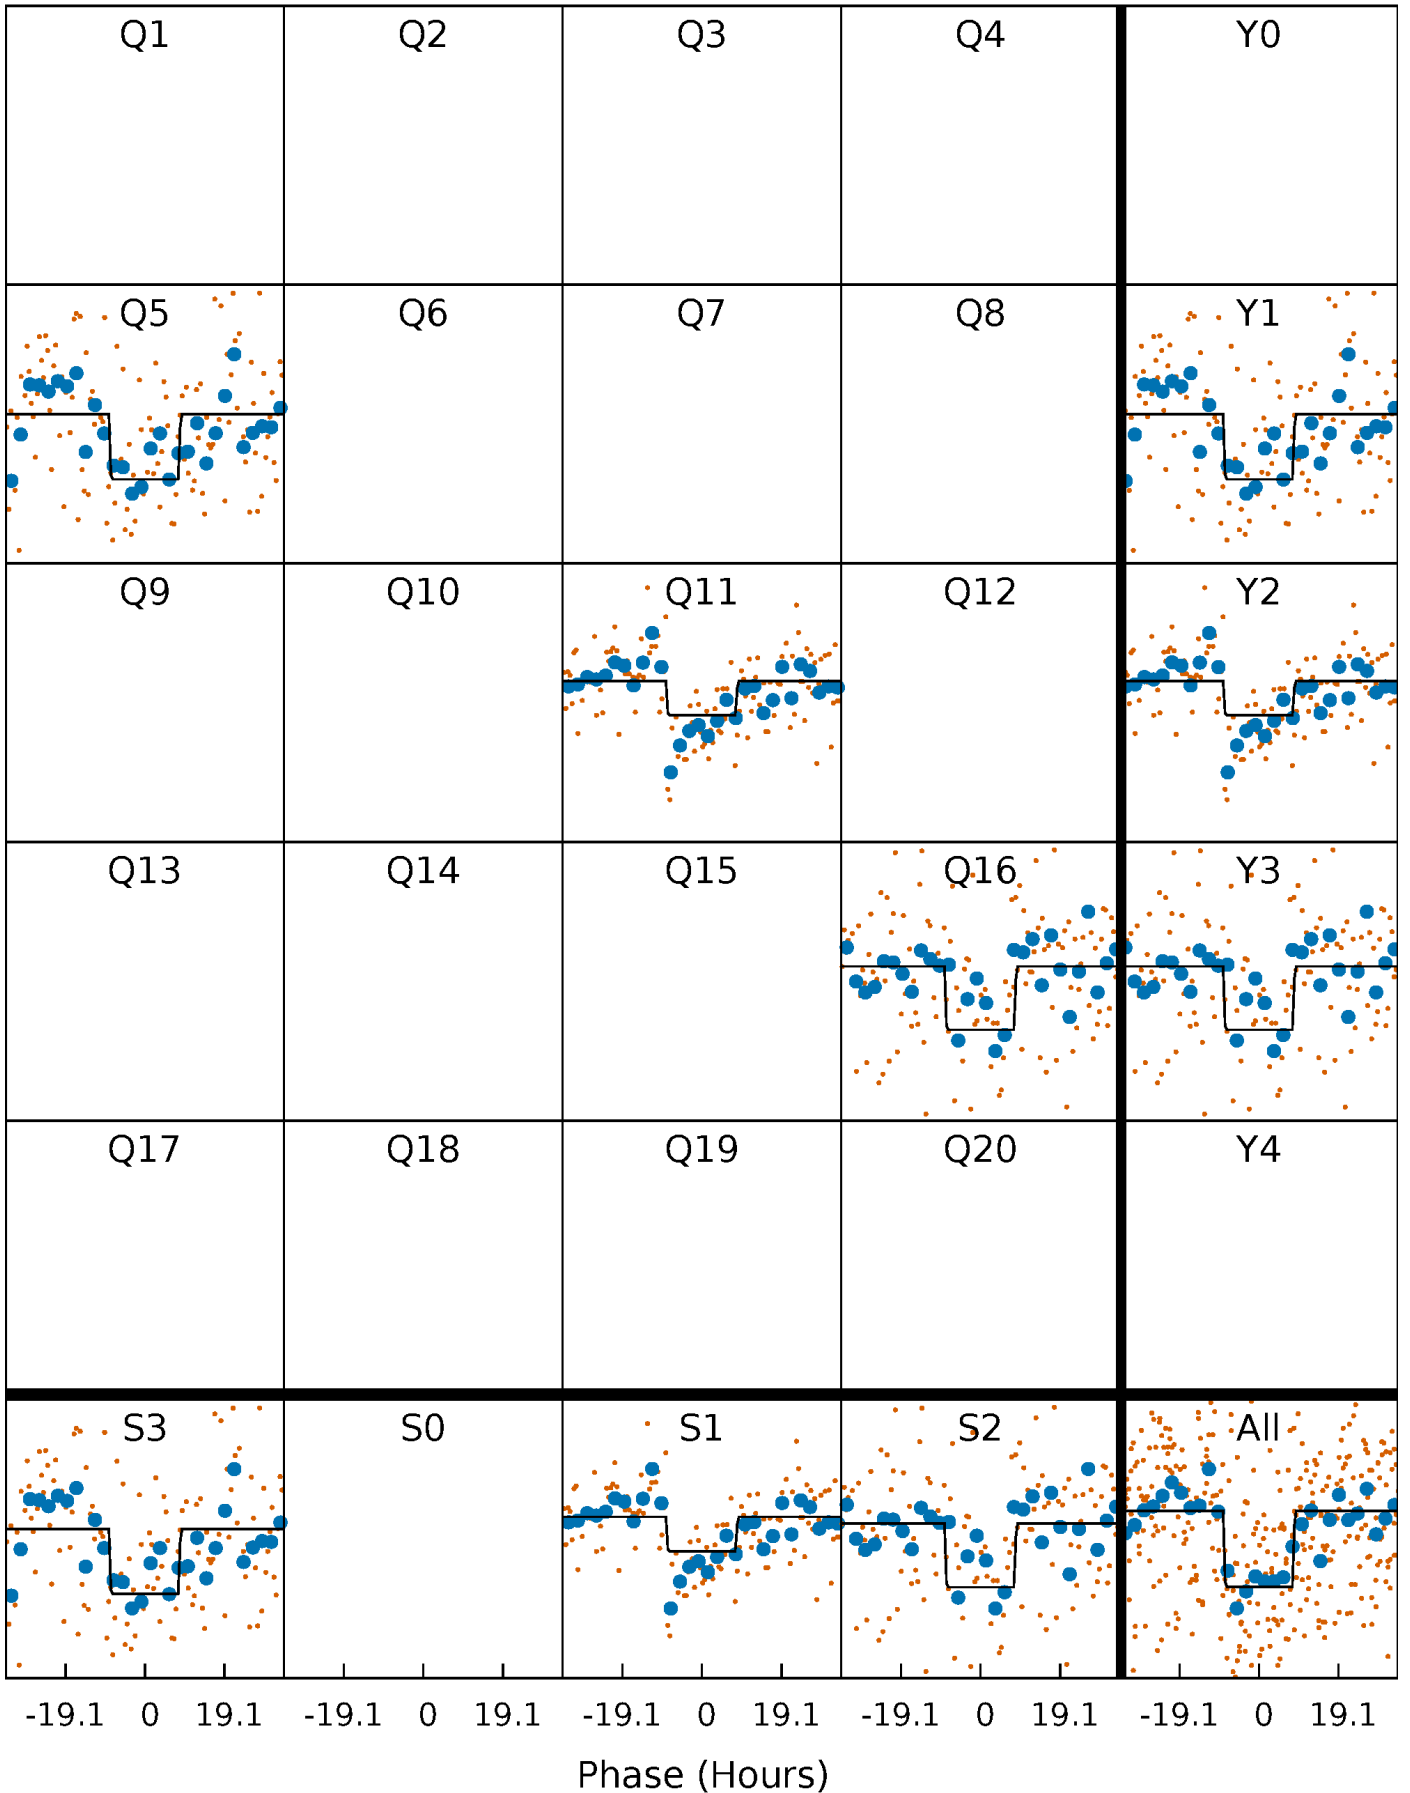 Q1 Q2 Q3 Q4 Y0
Q5 Q6 Q7 Q8 Y1
Q9 Q10 Q11 Q12 Y2
Q13 Q14 Q15 Q16 Y3
Q17 Q18 Q19 Q20 Y4
S3 S0 S1 S2 All
-19.1 0 19.1 -19.1 0 19.1 -19.1 0 19.1 -19.1 0 19.1 -19.1 0 19.1
Phase (Hours)